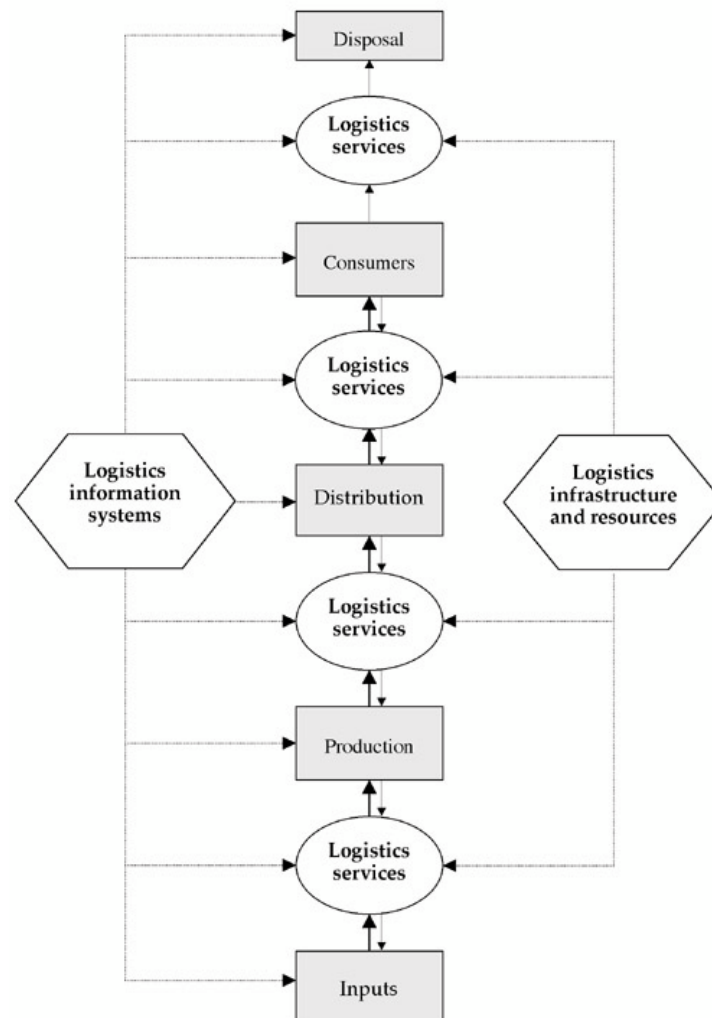 Disposal
Logistics
services
Consumers
Logistics
services
Logistics
information
systems
Distribution
Logistics
infrastructure
and resources
Logistics
services
Production
Logistics
services
Inputs